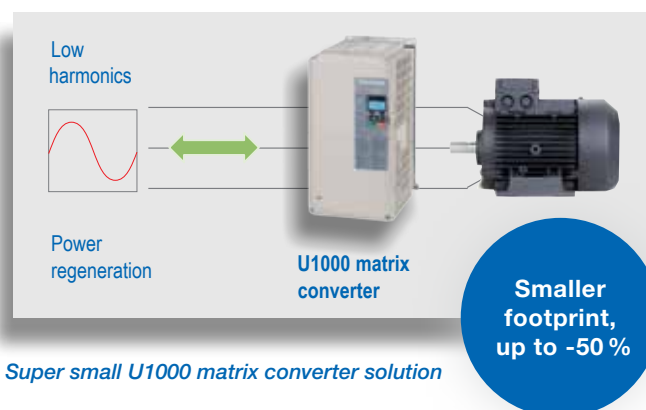 Low
harmonics
Power
regeneration
U1000 matrix
converter
Smaller
footprint,
up to -50 %
Super small U1000 matrix converter solution